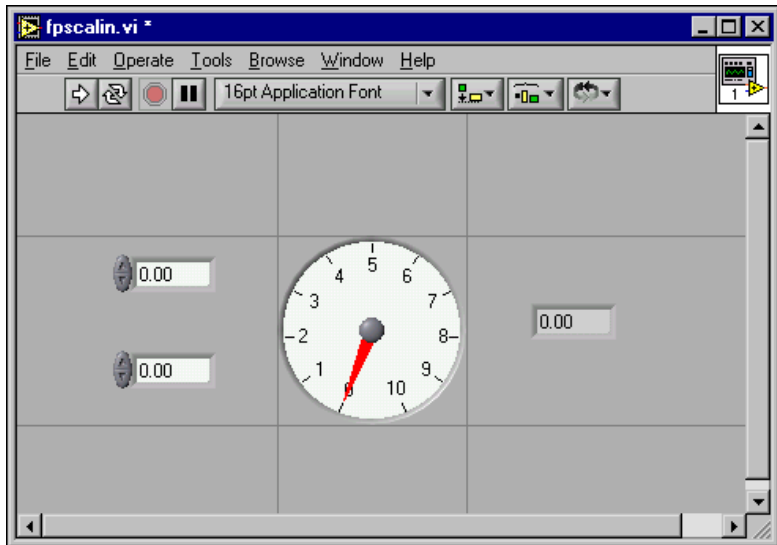 fpscalin.vi *
File Edit Operate Tools Browse Window Help
16pt Application Font
1
0.00
0.00
0 1 2 3 4 5 6 7 8 9 10
0.00